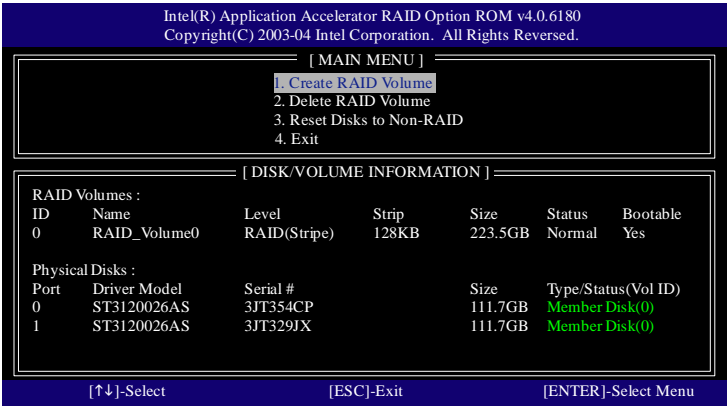 Intel(R) Application Accelerator RAID Option ROM v4.0.6180
Copyright(C) 2003-04 Intel Corporation. All Rights Reversed.
[ MAIN MENU ]
1. Create RAID Volume
2. Delete RAID Volume
3. Reset Disks to Non-RAID
4. Exit
[ DISK/VOLUME INFORMATION ]
RAID Volumes :
ID Name Level Strip Size Status Bootable
0 RAID_Volume0 RAID(Stripe) 128KB 223.5GB Normal Yes
Physical Disks :
Port Driver Model Serial # Size Type/Status(Vol ID)
0 ST3120026AS 3JT354CP 111.7GB Member Disk(0)
1 ST3120026AS 3JT329JX 111.7GB Member Disk(0)
[↑↓]-Select [ESC]-Exit [ENTER]-Select Menu